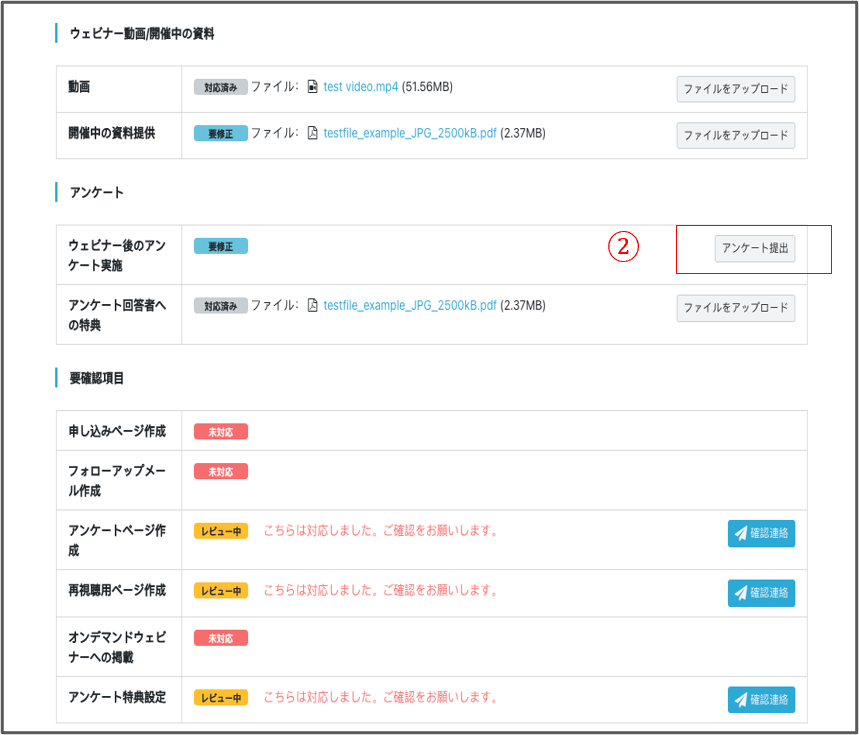 ウェビナー動画/開催中の資料
動画
対応済み ファイル: test video.mp4 (51.56MB)
ファイルをアップロード
開催中の資料提供
要修正 ファイル: testfile_example_JPG_2500kB.pdf (2.37MB)
ファイルをアップロード
アンケート
ウェビナー後のアン
ケート実施
要修正
②
アンケート提出
アンケート回答者へ
の特典
対応済み ファイル: testfile_example_JPG_2500kB.pdf (2.37MB)
ファイルをアップロード
要確認項目
申し込みページ作成
未対応
フォローアップメー
ル作成
未対応
アンケートページ作
成
レビュー中 こちらは対応しました。ご確認をお願いします。
確認連絡
再視聴用ページ作成
レビュー中 こちらは対応しました。ご確認をお願いします。
確認連絡
オンデマンドウェビ
ナーへの掲載
未対応
アンケート特典設定
レビュー中 こちらは対応しました。ご確認をお願いします。
確認連絡